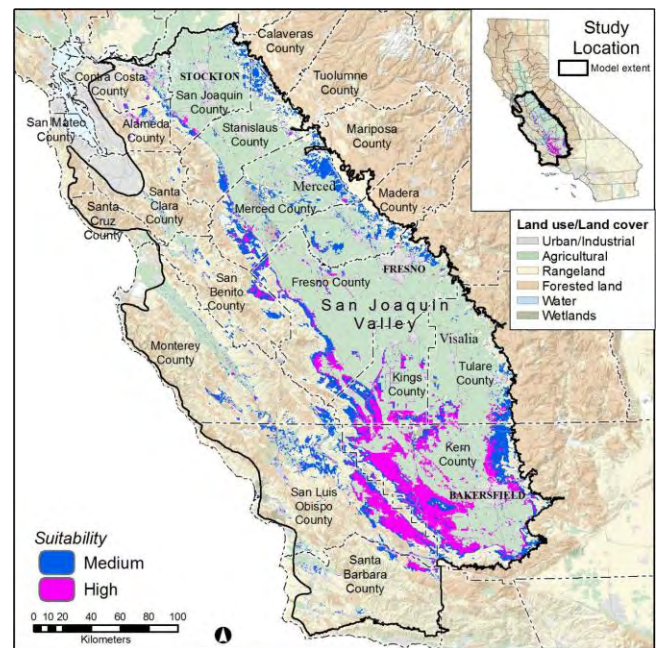 Calaveras
County
Study
Location
Model extent
Contra Costa
County
STOCKTON
San Joaquin
County
Tuolumne
County
San Mateo
County
Alameda
County
Stanislaus
County
Mariposa
County
Santa
Clara
County
Merced
Merced County
Madera
County
Santa
Cruz
County
Land use/Land cover
Urban/Industrial
Agricultural
Rangeland
Forested land
Water
Wetlands
San
Benito
County
Fresno County
FRESNO
San Joaquin
Valley
Monterey
County
Visalia
Tulare
County
Kings
County
Kern
County
San Luis
Obispo
County
BAKERSFIELD
Suitability
Medium
High
Santa
Barbara
County
0 10 20 40 60 80 100
Kilometers